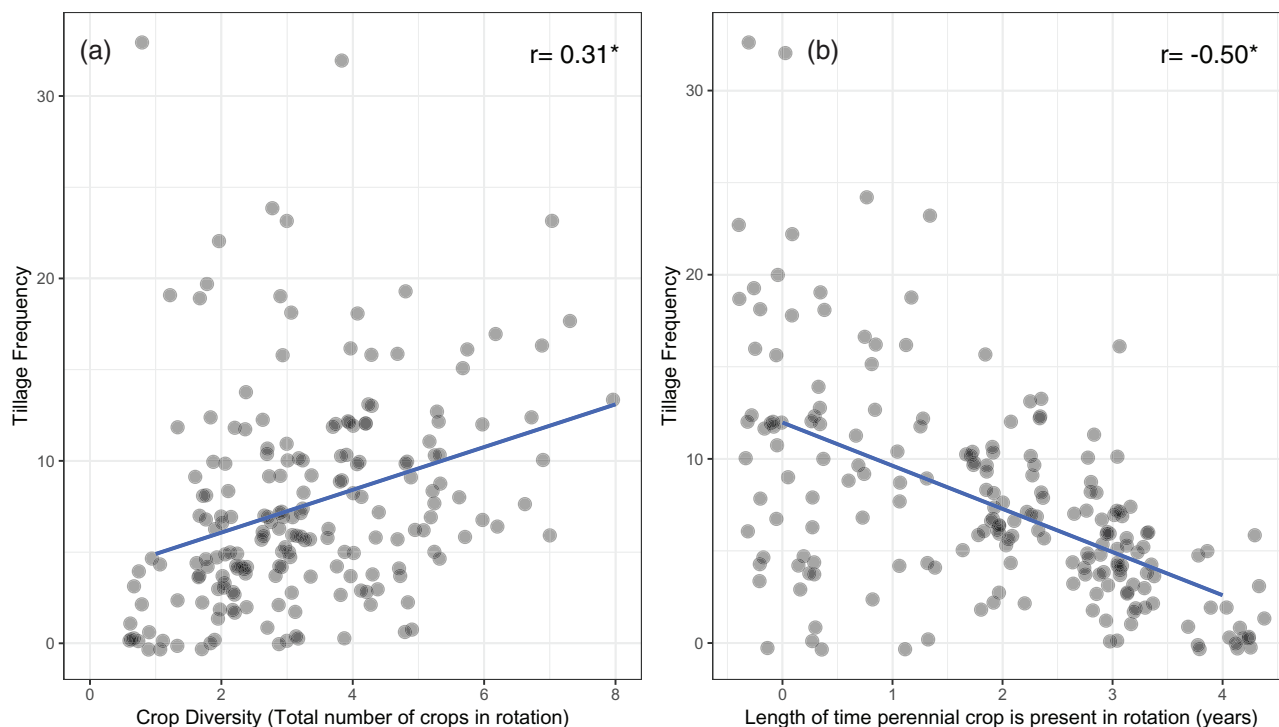 (a)
r= 0.31*
Tillage Frequency
30
20
10
0
0 2 4 6 8
Crop Diversity (Total number of crops in rotation)
(b)
r= -0.50*
Tillage Frequency
30
20
10
0
0 1 2 3 4
Length of time perennial crop is present in rotation (years)